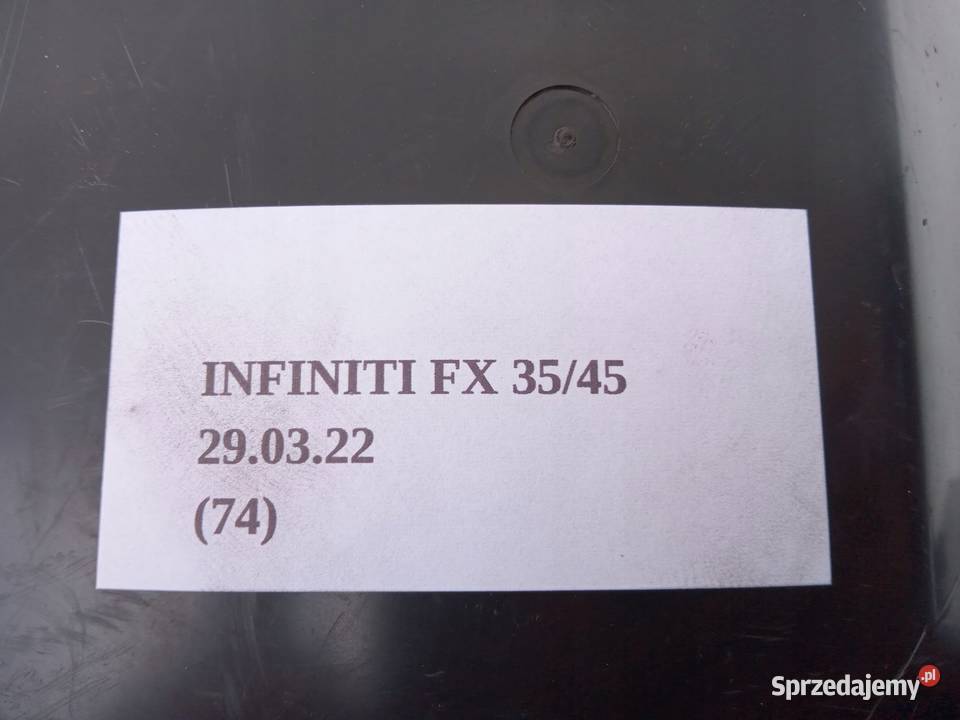 INFINITI FX 35/45
29.03.22
(74)
Sprzedajemy.pl